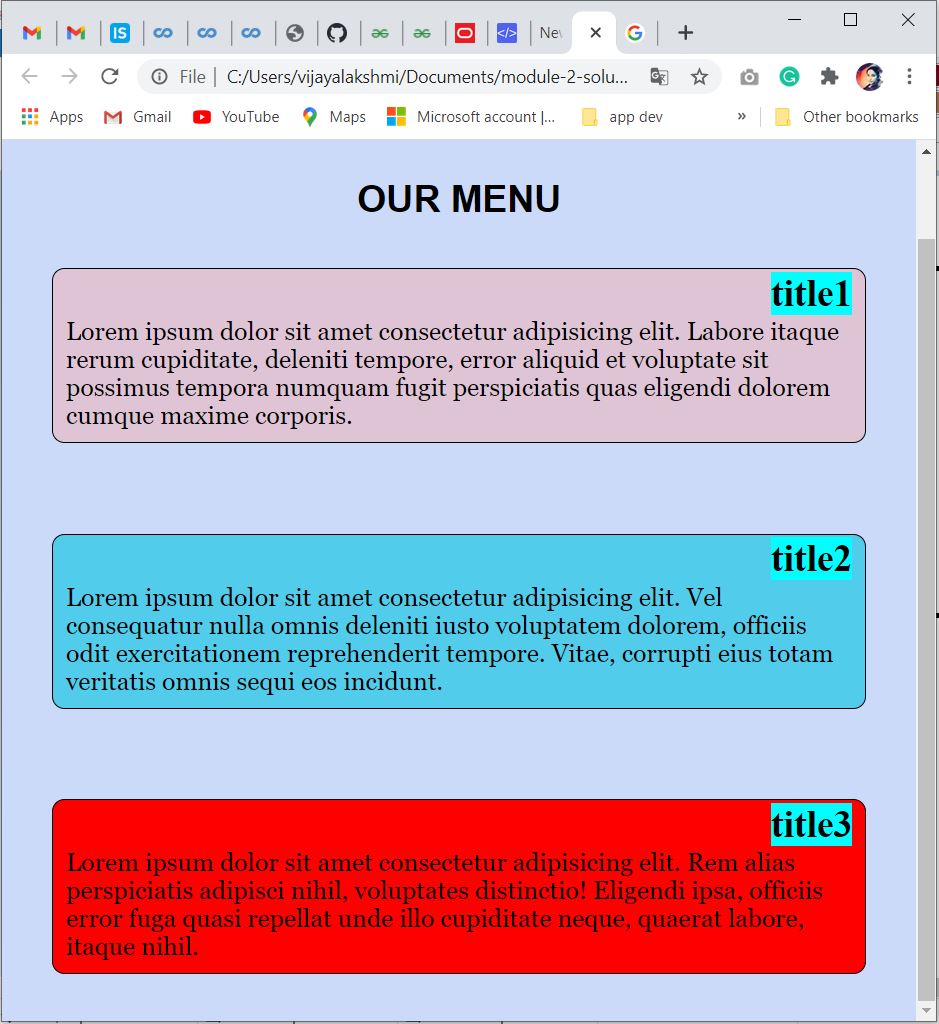 IS
</>
Nev
File
C:/Users/vijayalakshmi/Documents/module-2-solu...
Apps
Gmail
YouTube
Maps
Microsoft account |...
app dev
»
Other bookmarks
OUR MENU
title1
Lorem ipsum dolor sit amet consectetur adipisicing elit. Labore itaque
rerum cupiditate, deleniti tempore, error aliquid et voluptate sit
possimus tempora numquam fugit perspiciatis quas eligendi dolorem
cumque maxime corporis.
title2
Lorem ipsum dolor sit amet consectetur adipisicing elit. Vel
consequatur nulla omnis deleniti iusto voluptatem dolorem, officiis
odit exercitationem reprehenderit tempore. Vitae, corrupti eius totam
veritatis omnis sequi eos incidunt.
title3
Lorem ipsum dolor sit amet consectetur adipisicing elit. Rem alias
perspiciatis adipisci nihil, voluptates distinctio! Eligendi ipsa, officiis
error fuga quasi repellat unde illo cupiditate neque, quaerat labore,
itaque nihil.